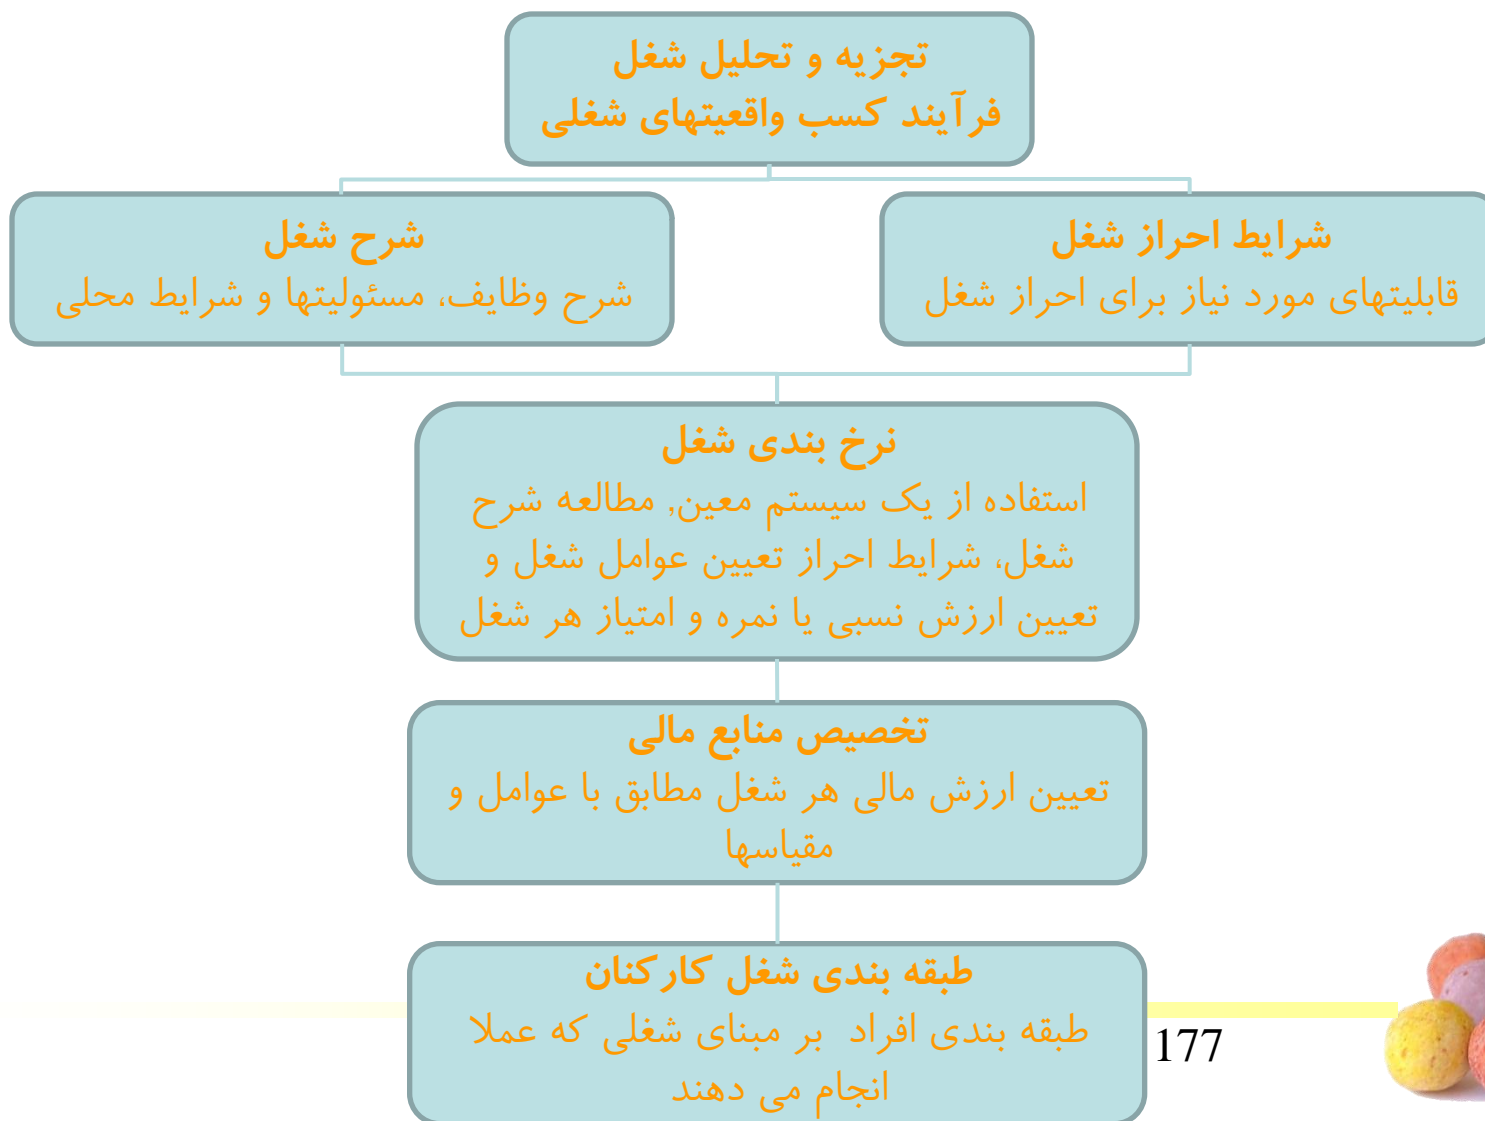 تجزیه و تحلیل شغل
فرآیند کسب واقعیتهای شغلی
شرایط احراز شغل
قابلیتهای مورد نیاز برای احراز شغل
شرح شغل
شرح وظایف، مسئولیتها و شرایط محلی
نرخ بندی شغل
استفاده از یک سیستم معین, مطالعه شرح
شغل، شرایط احراز تعیین عوامل شغل و
تعیین ارزش نسبی یا نمره و امتیاز هر شغل
تخصیص منابع مالی
تعیین ارزش مالی هر شغل مطابق با عوامل و
مقیاسها
طبقه بندی شغل کارکنان
طبقه بندی افراد بر مبنای شغلی که عملا
انجام می دهند
177